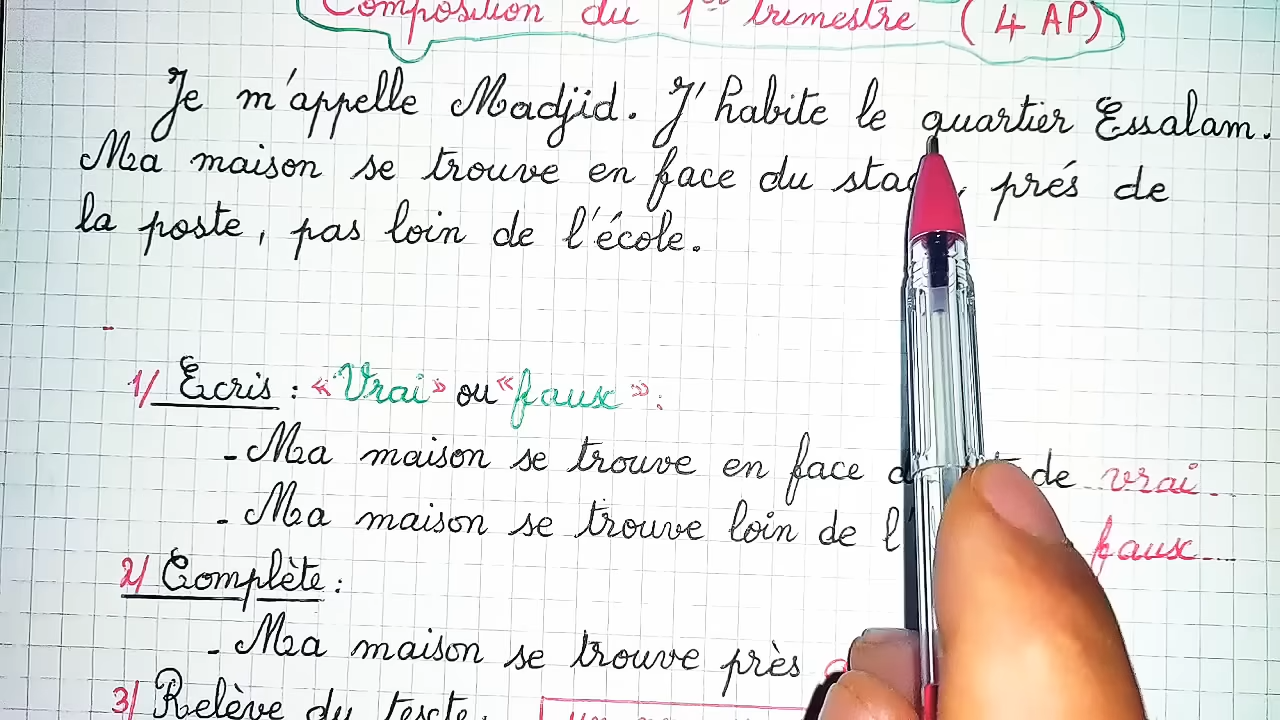 Composition du 1er trimestre (4 AP)
Je m'appelle Madjid. J'habite le quartier Essalam.
Ma maison se trouve en face du , prés de
la poste, pas loin de l'école.
1/ Ecris : «Vrai» ou «faux» :
- Ma maison se trouve en face de vrai
- Ma maison se trouve loin de faux
2/ Complète :
- Ma maison se trouve près
3/ Relève du texte :